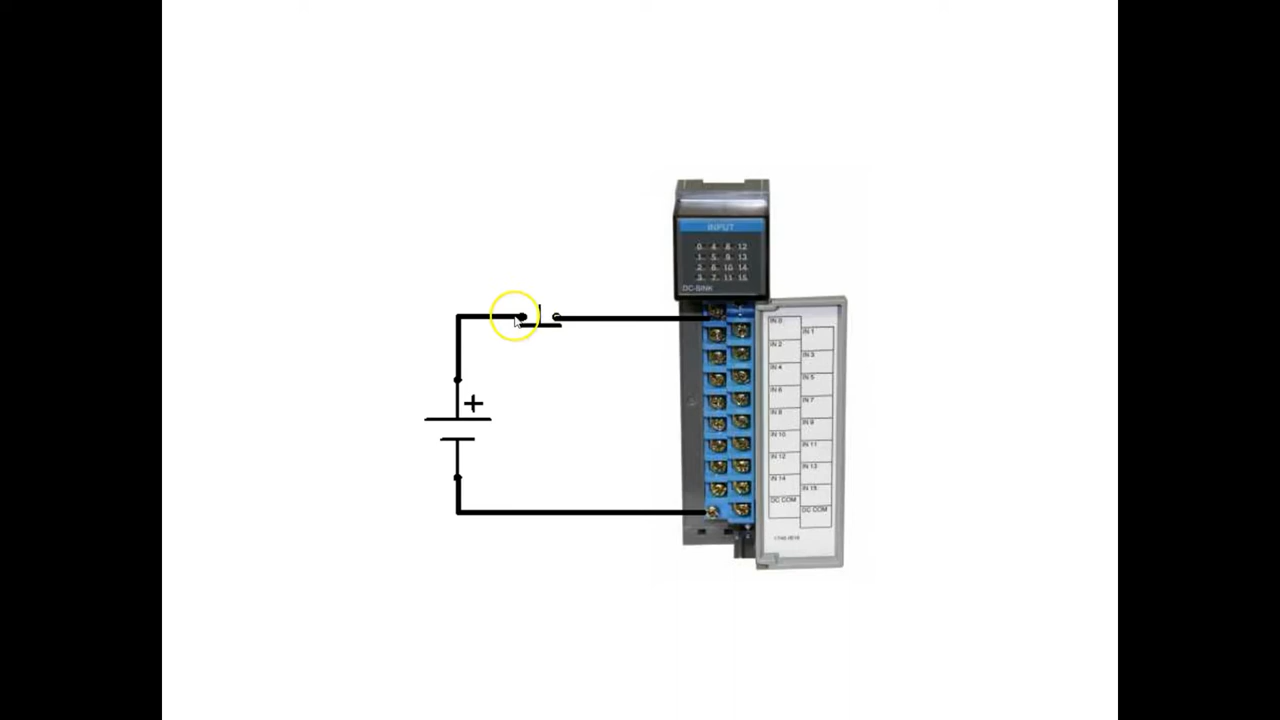 INPUT
0 4 8 12
1 5 9 13
2 6 10 14
3 7 11 15
DC-SINK
+
IN 0
IN 1
IN 2
IN 3
IN 4
IN 5
IN 6
IN 7
IN 8
IN 9
IN 10
IN 11
IN 12
IN 13
IN 14
IN 15
DC COM
DC COM